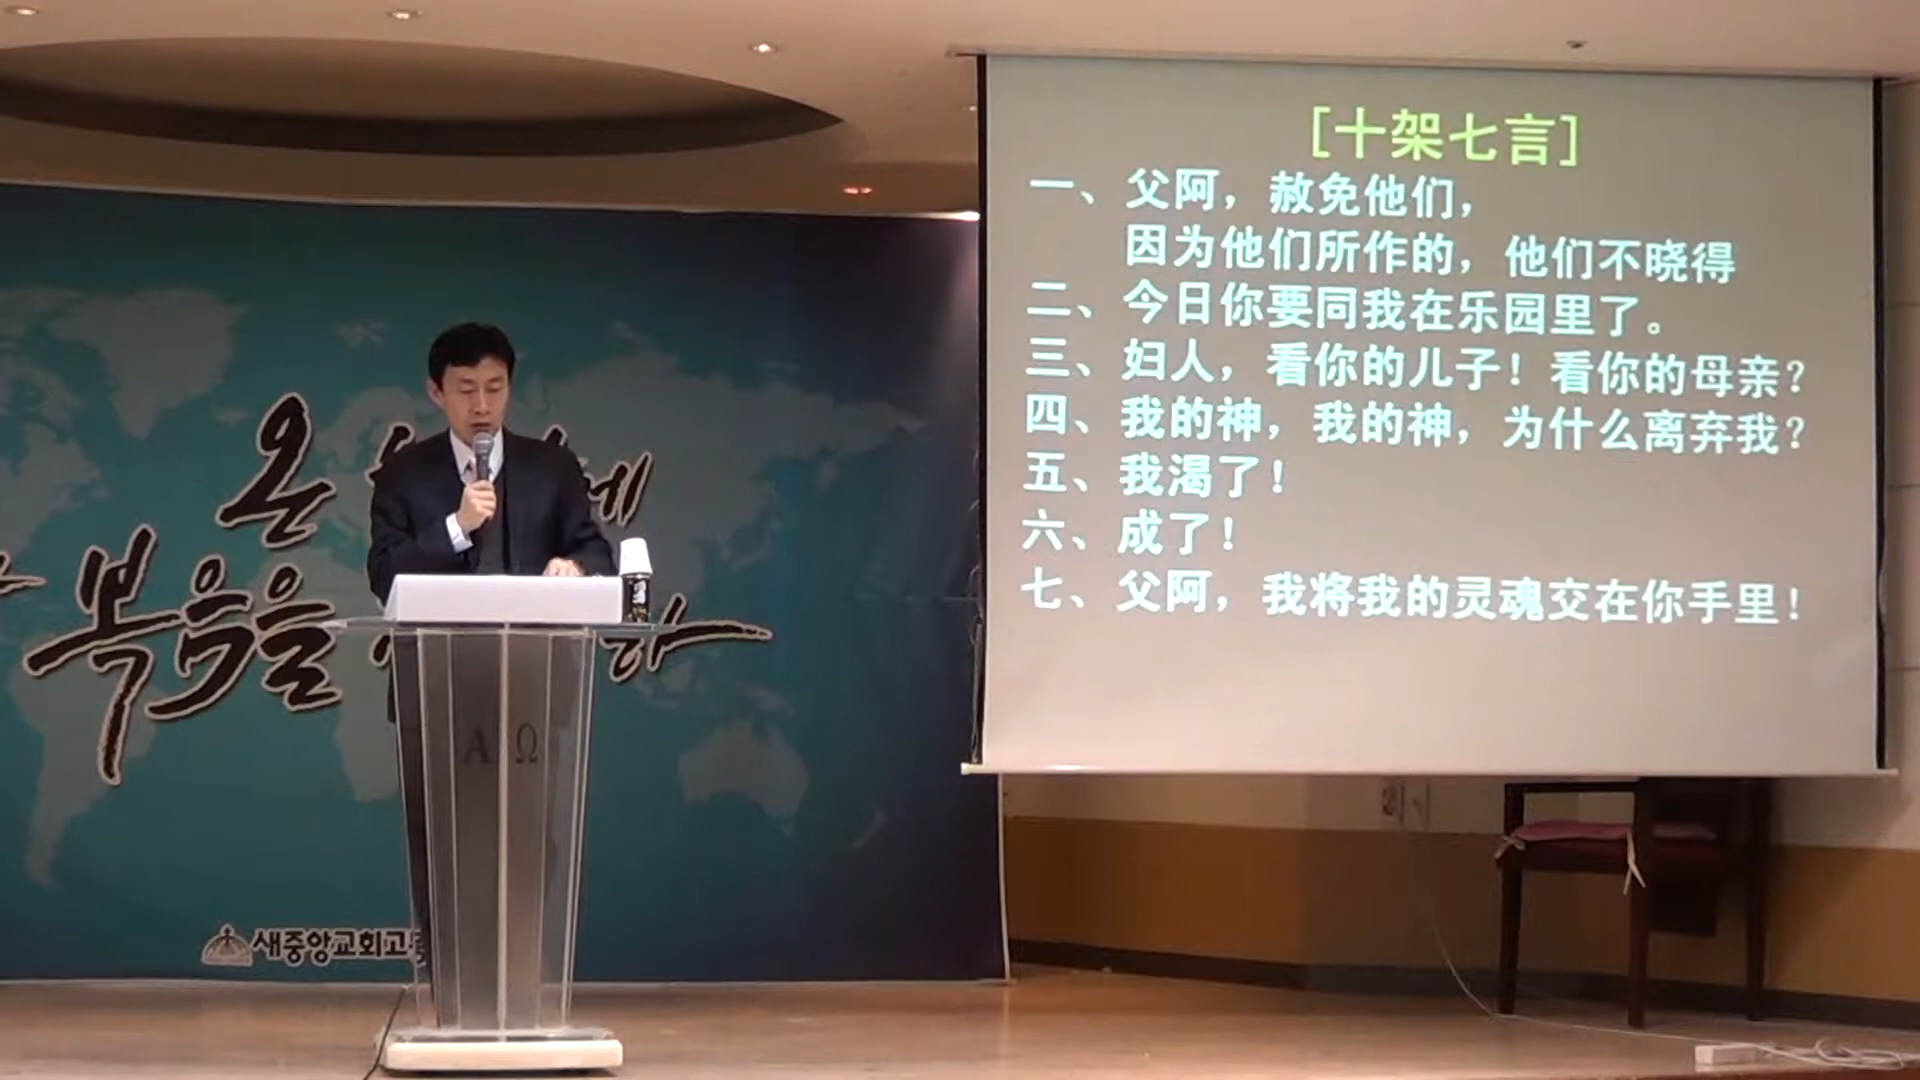 [十架七言]
一、父阿，赦免他们，
因为他们所作的，他们不晓得
二、今日你要同我在乐园里了。
三、妇人，看你的儿子！看你的母亲？
四、我的神，我的神，为什么离弃我？
五、我渴了！
六、成了！
七、父阿，我将我的灵魂交在你手里！
온
복음을
새중앙교회고
Α Ω